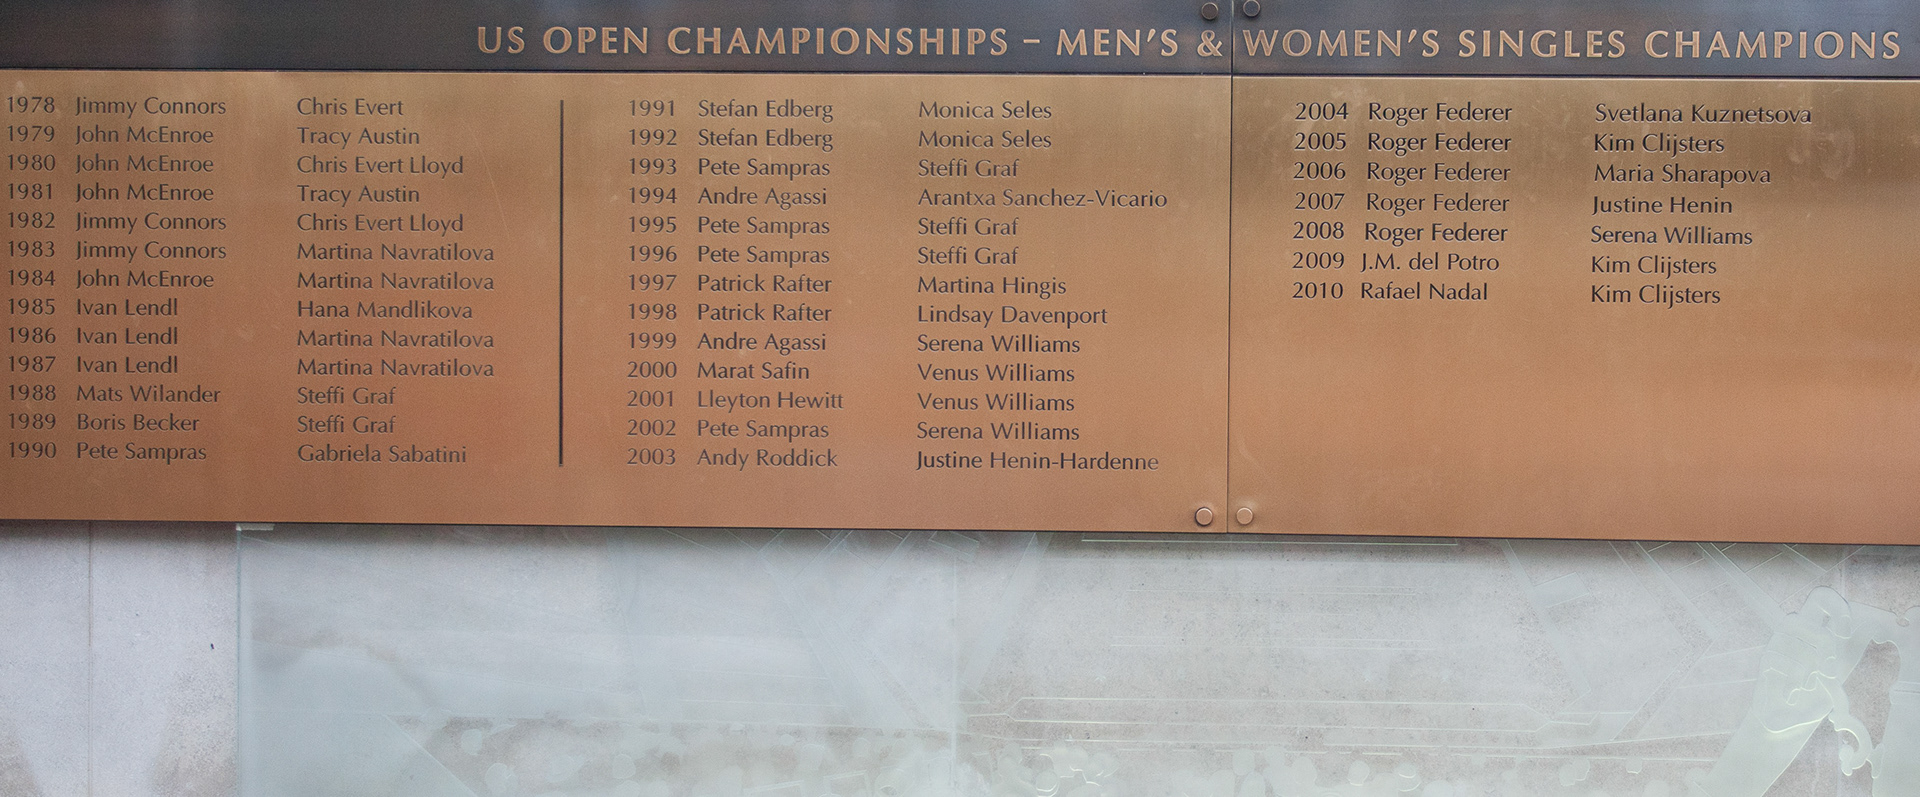 US OPEN CHAMPIONSHIPS – MEN'S & WOMEN'S SINGLES CHAMPIONS
1978 Jimmy Connors Chris Evert
1979 John McEnroe Tracy Austin
1980 John McEnroe Chris Evert Lloyd
1981 John McEnroe Tracy Austin
1982 Jimmy Connors Chris Evert Lloyd
1983 Jimmy Connors Martina Navratilova
1984 John McEnroe Martina Navratilova
1985 Ivan Lendl Hana Mandlikova
1986 Ivan Lendl Martina Navratilova
1987 Ivan Lendl Martina Navratilova
1988 Mats Wilander Steffi Graf
1989 Boris Becker Steffi Graf
1990 Pete Sampras Gabriela Sabatini
1991 Stefan Edberg Monica Seles
1992 Stefan Edberg Monica Seles
1993 Pete Sampras Steffi Graf
1994 Andre Agassi Arantxa Sanchez-Vicario
1995 Pete Sampras Steffi Graf
1996 Pete Sampras Steffi Graf
1997 Patrick Rafter Martina Hingis
1998 Patrick Rafter Lindsay Davenport
1999 Andre Agassi Serena Williams
2000 Marat Safin Venus Williams
2001 Lleyton Hewitt Venus Williams
2002 Pete Sampras Serena Williams
2003 Andy Roddick Justine Henin-Hardenne
2004 Roger Federer Svetlana Kuznetsova
2005 Roger Federer Kim Clijsters
2006 Roger Federer Maria Sharapova
2007 Roger Federer Justine Henin
2008 Roger Federer Serena Williams
2009 J.M. del Potro Kim Clijsters
2010 Rafael Nadal Kim Clijsters